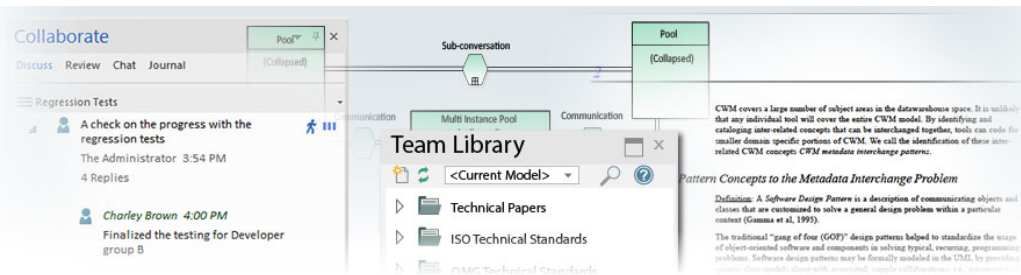 Collaborate
Discuss Review Chat Journal
Regression Tests
A check on the progress with the
regression tests
The Administrator 3:54 PM
4 Replies
Charley Brown 4:00 PM
Finalized the testing for Developer
group B
Pool
(Collapsed)
Sub-conversation
Pool
(Collapsed)
2
Multi Instance Pool
Communication
Team Library
<Current Model>
Technical Papers
ISO Technical Standards
OMG Technical Standards
CWM covers a large number of subject areas in the datawarehouse space. It is unlikely
that any individual tool will cover the entire CWM model. By identifying and
cataloging inter-related concepts that can be interchanged together, tools can code for
smaller domain specific portions of CWM. We call the identification of these inter-
related CWM concepts CWM metadata interchange patterns.
Pattern Concepts to the Metadata Interchange Problem
Definition: A Software Design Pattern is a description of communicating objects and
classes that are customized to solve a general design problem within a particular
context (Gamma et al, 1995).
The traditional "gang of four (GOF)" design patterns helped to standardize the usage
of object-oriented software and components in solving typical, recurring, programming
problems. Software design patterns may be formally modeled in the UML by providing